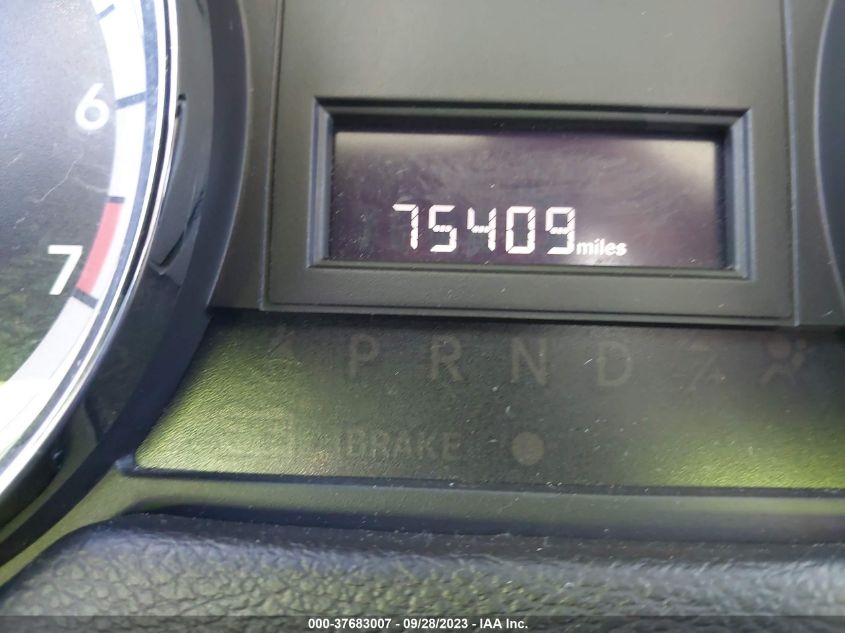 6
7
75409miles
P R N D
BRAKE
000-37683007 - 09/28/2023 - IAA Inc.